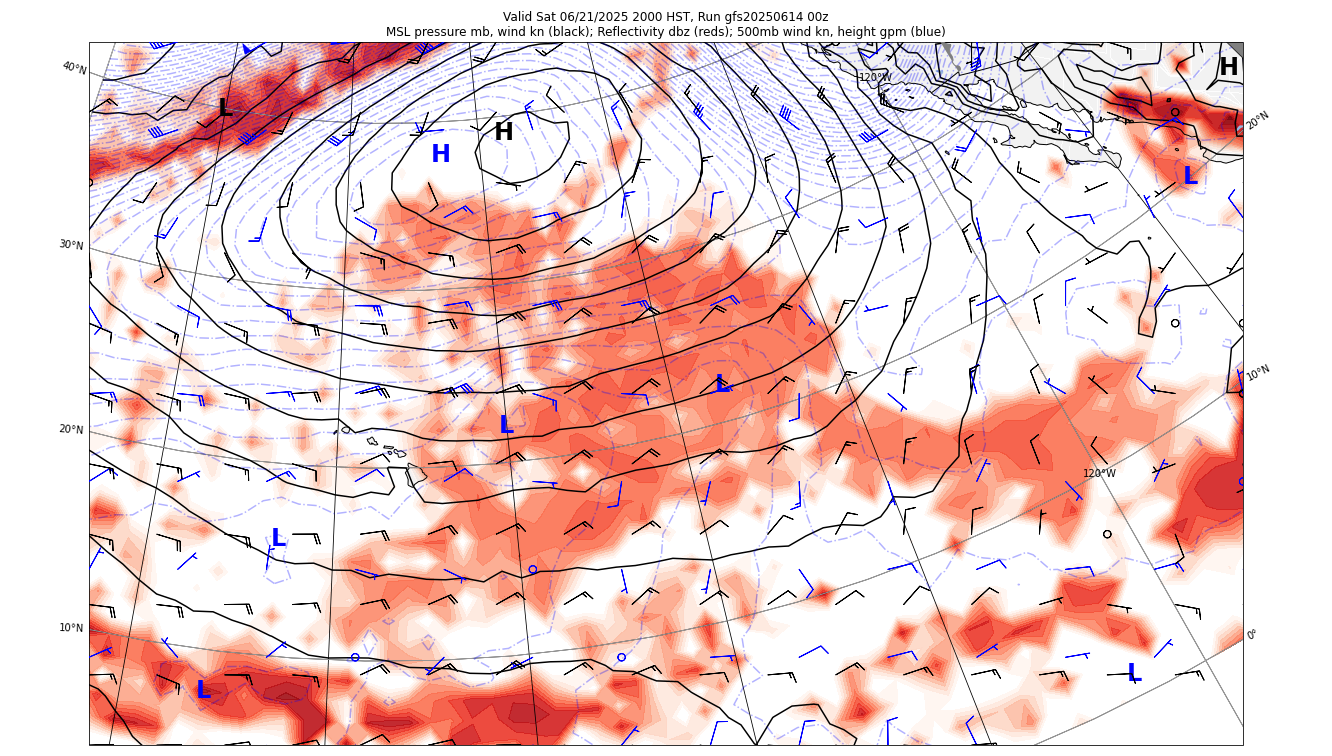 Valid Sat 06/21/2025 2000 HST, Run gfs20250614 00z
MSL pressure mb, wind kn (black); Reflectivity dbz (reds); 500mb wind kn, height gpm (blue)
40°N
120°W
H
L
20°N
H
H
L
30°N
10°N
L
L
20°N
120°W
L
10°N
0°
L
L